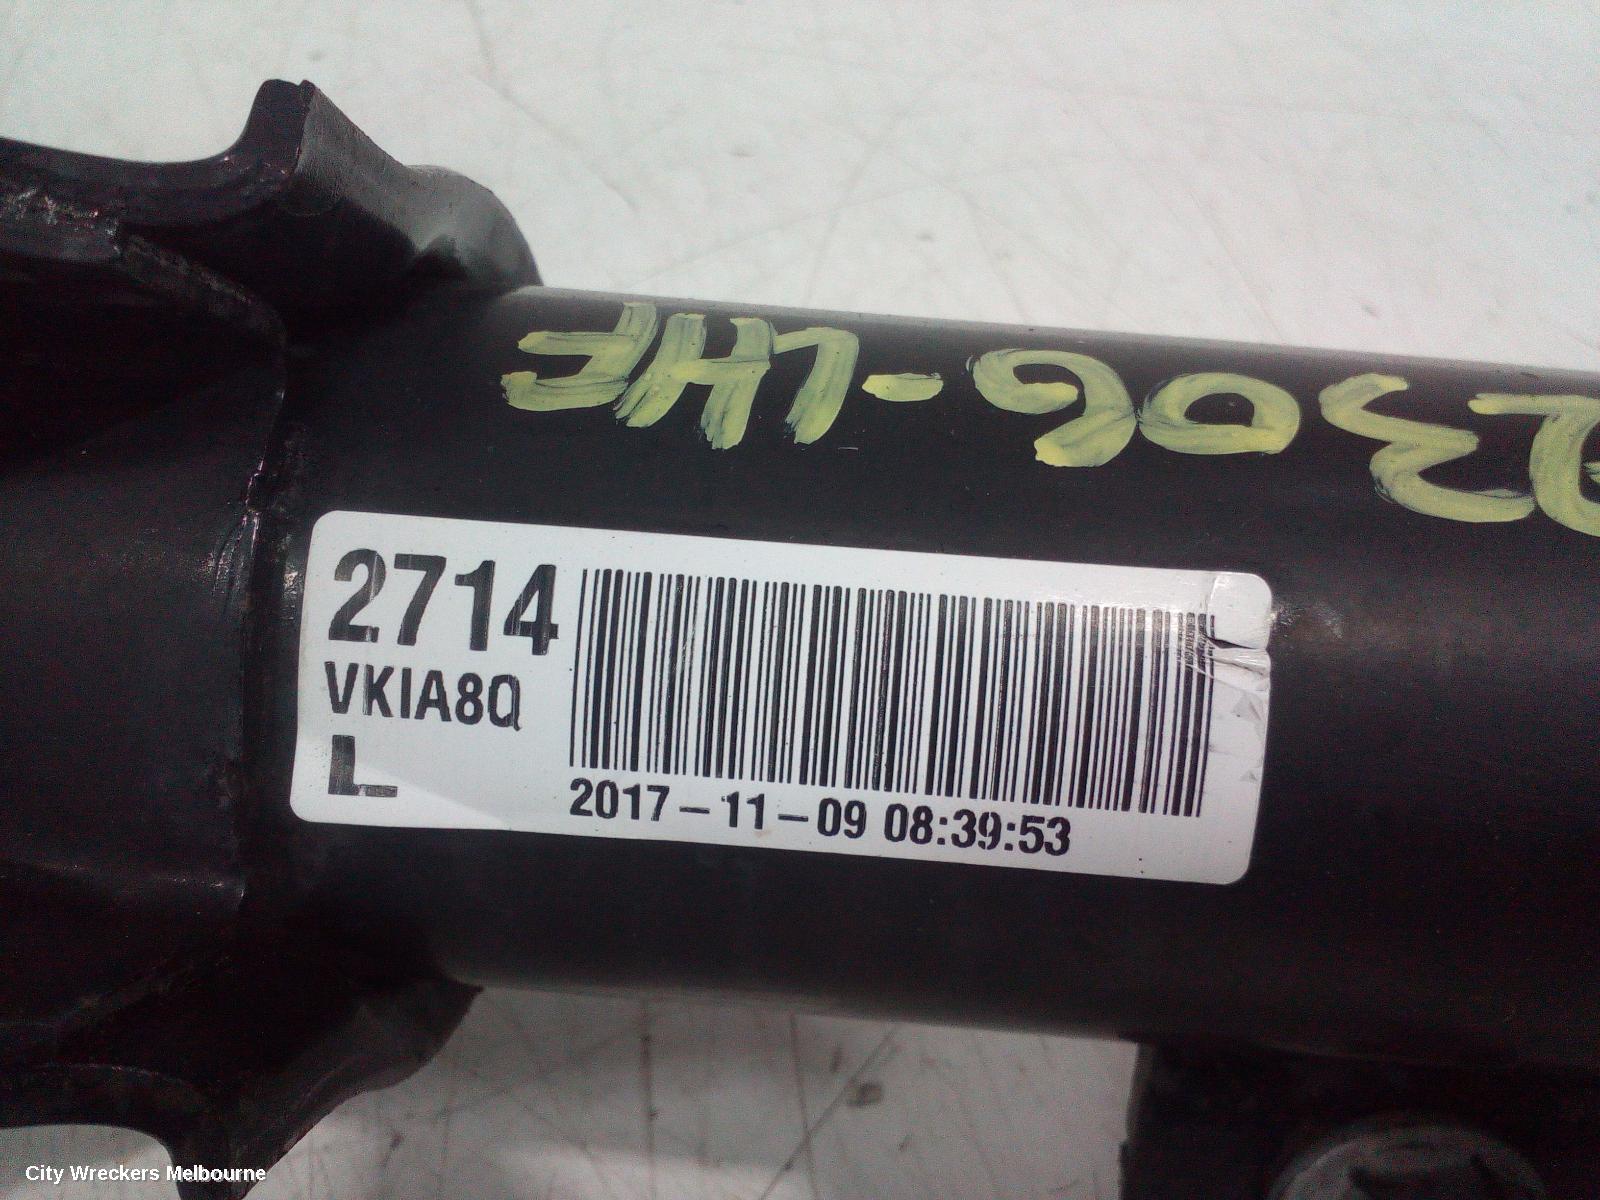 306-LHF
2714
VKIA8Q
L
2017-11-09 08:39:53
City Wreckers Melbourne